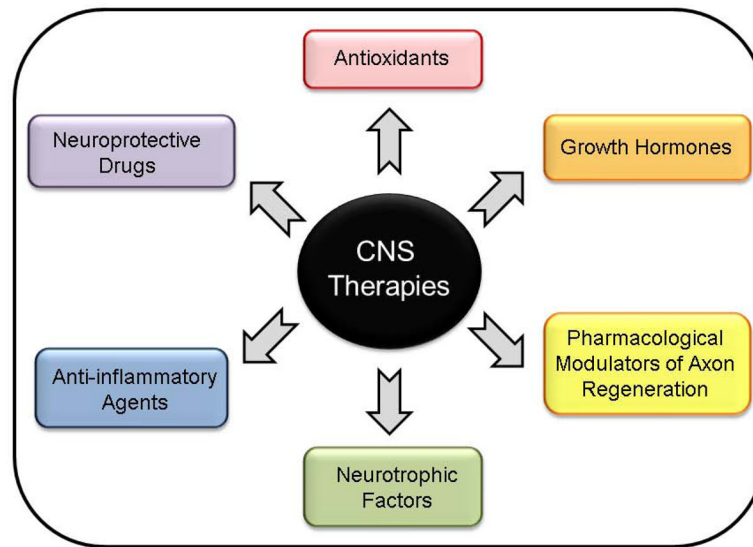 Antioxidants
Neuroprotective
Drugs
Growth Hormones
CNS
Therapies
Anti-inflammatory
Agents
Pharmacological
Modulators of Axon
Regeneration
Neurotrophic
Factors